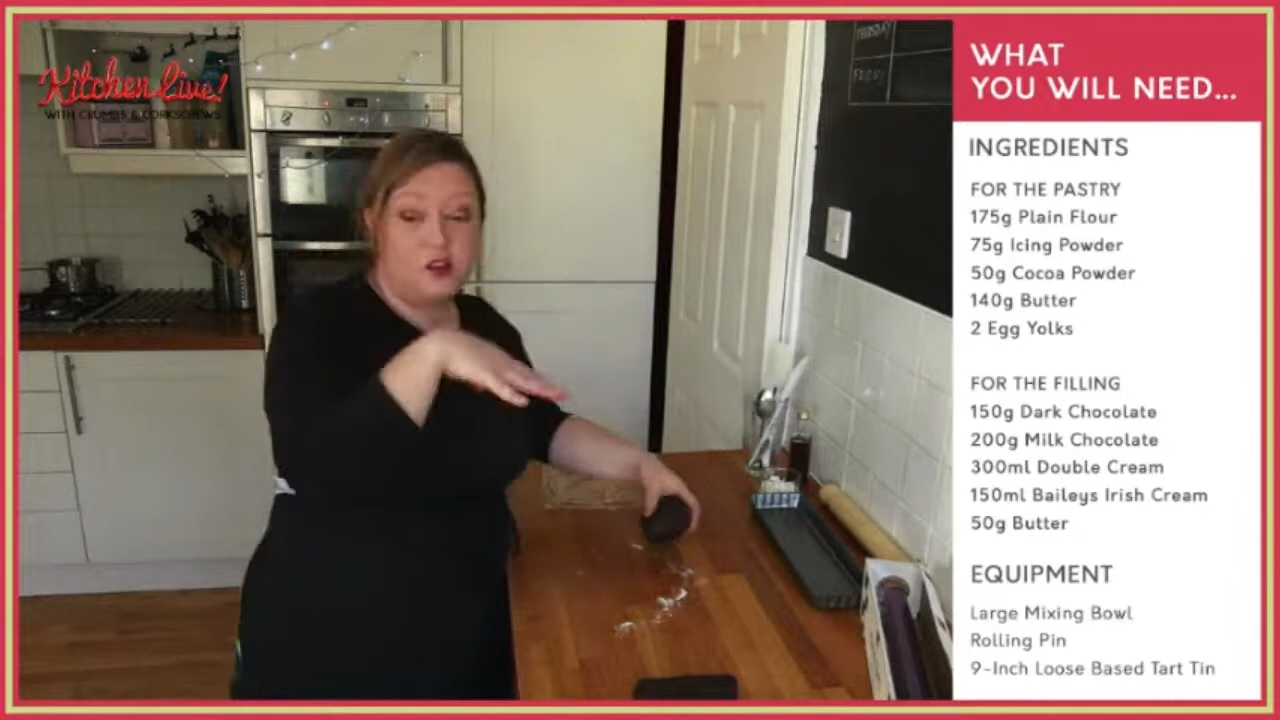 Kitchen Live!
WITH CRUMBS & CORKSCREWS
THURSDAY
FRIDAY
WHAT
YOU WILL NEED...
INGREDIENTS
FOR THE PASTRY
175g Plain Flour
75g Icing Powder
50g Cocoa Powder
140g Butter
2 Egg Yolks
FOR THE FILLING
150g Dark Chocolate
200g Milk Chocolate
300ml Double Cream
150ml Baileys Irish Cream
50g Butter
EQUIPMENT
Large Mixing Bowl
Rolling Pin
9-Inch Loose Based Tart Tin